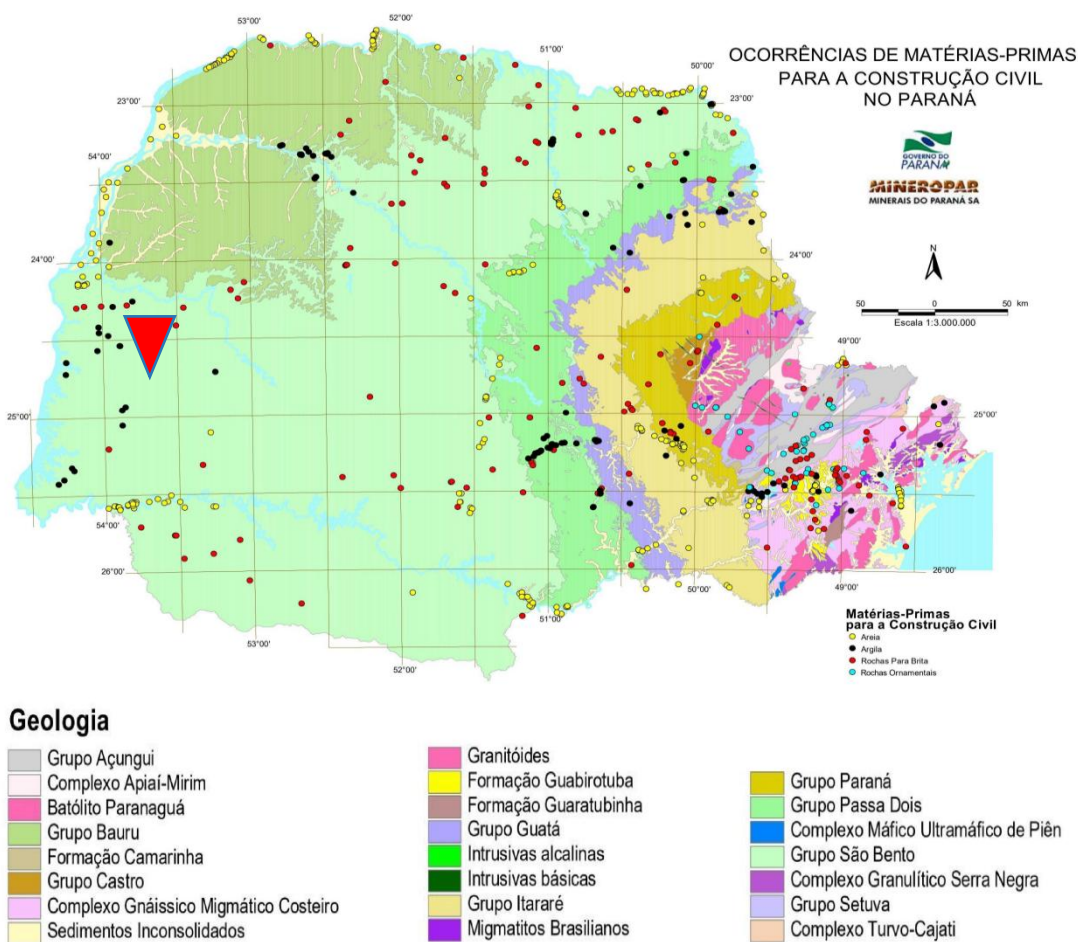 OCORRÊNCIAS DE MATÉRIAS-PRIMAS
PARA A CONSTRUÇÃO CIVIL
NO PARANÁ
GOVERNO DO
PARANÁ
MINEROPAR
MINERAIS DO PARANÁ SA
N
50 0 50 km
Escala 1:3.000.000
53°00'
52°00'
51°00'
50°00'
23°00'
23°00'
54°00'
24°00'
24°00'
49°00'
25°00'
25°00'
54°00'
26°00'
26°00'
53°00'
52°00'
51°00'
50°00'
49°00'
Matérias-Primas
para a Construção Civil
Areia
Argila
Rochas Para Brita
Rochas Ornamentais
Geologia
Grupo Açungui
Complexo Apiaí-Mirim
Batólito Paranaguá
Grupo Bauru
Formação Camarinha
Grupo Castro
Complexo Gnáissico Migmático Costeiro
Sedimentos Inconsolidados
Granitóides
Formação Guabirotuba
Formação Guaratubinha
Grupo Guatá
Intrusivas alcalinas
Intrusivas básicas
Grupo Itararé
Migmatitos Brasilianos
Grupo Paraná
Grupo Passa Dois
Complexo Máfico Ultramáfico de Piên
Grupo São Bento
Complexo Granulítico Serra Negra
Grupo Setuva
Complexo Turvo-Cajati